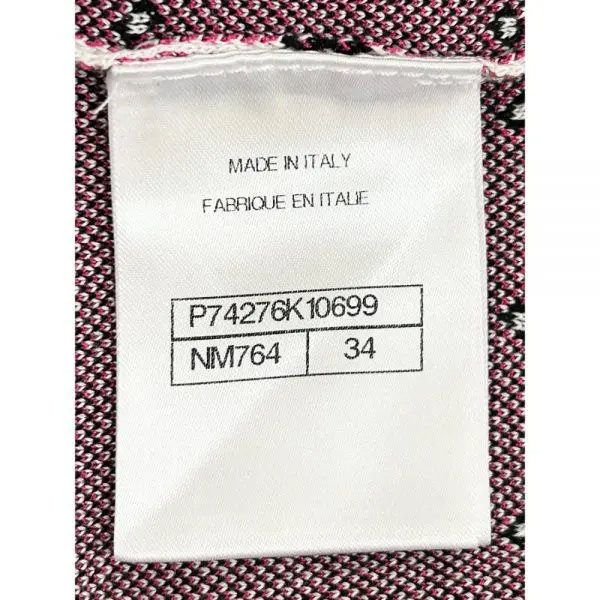 MADE IN ITALY
FABRIQUE EN ITALIE
P74276K10699
NM764 34